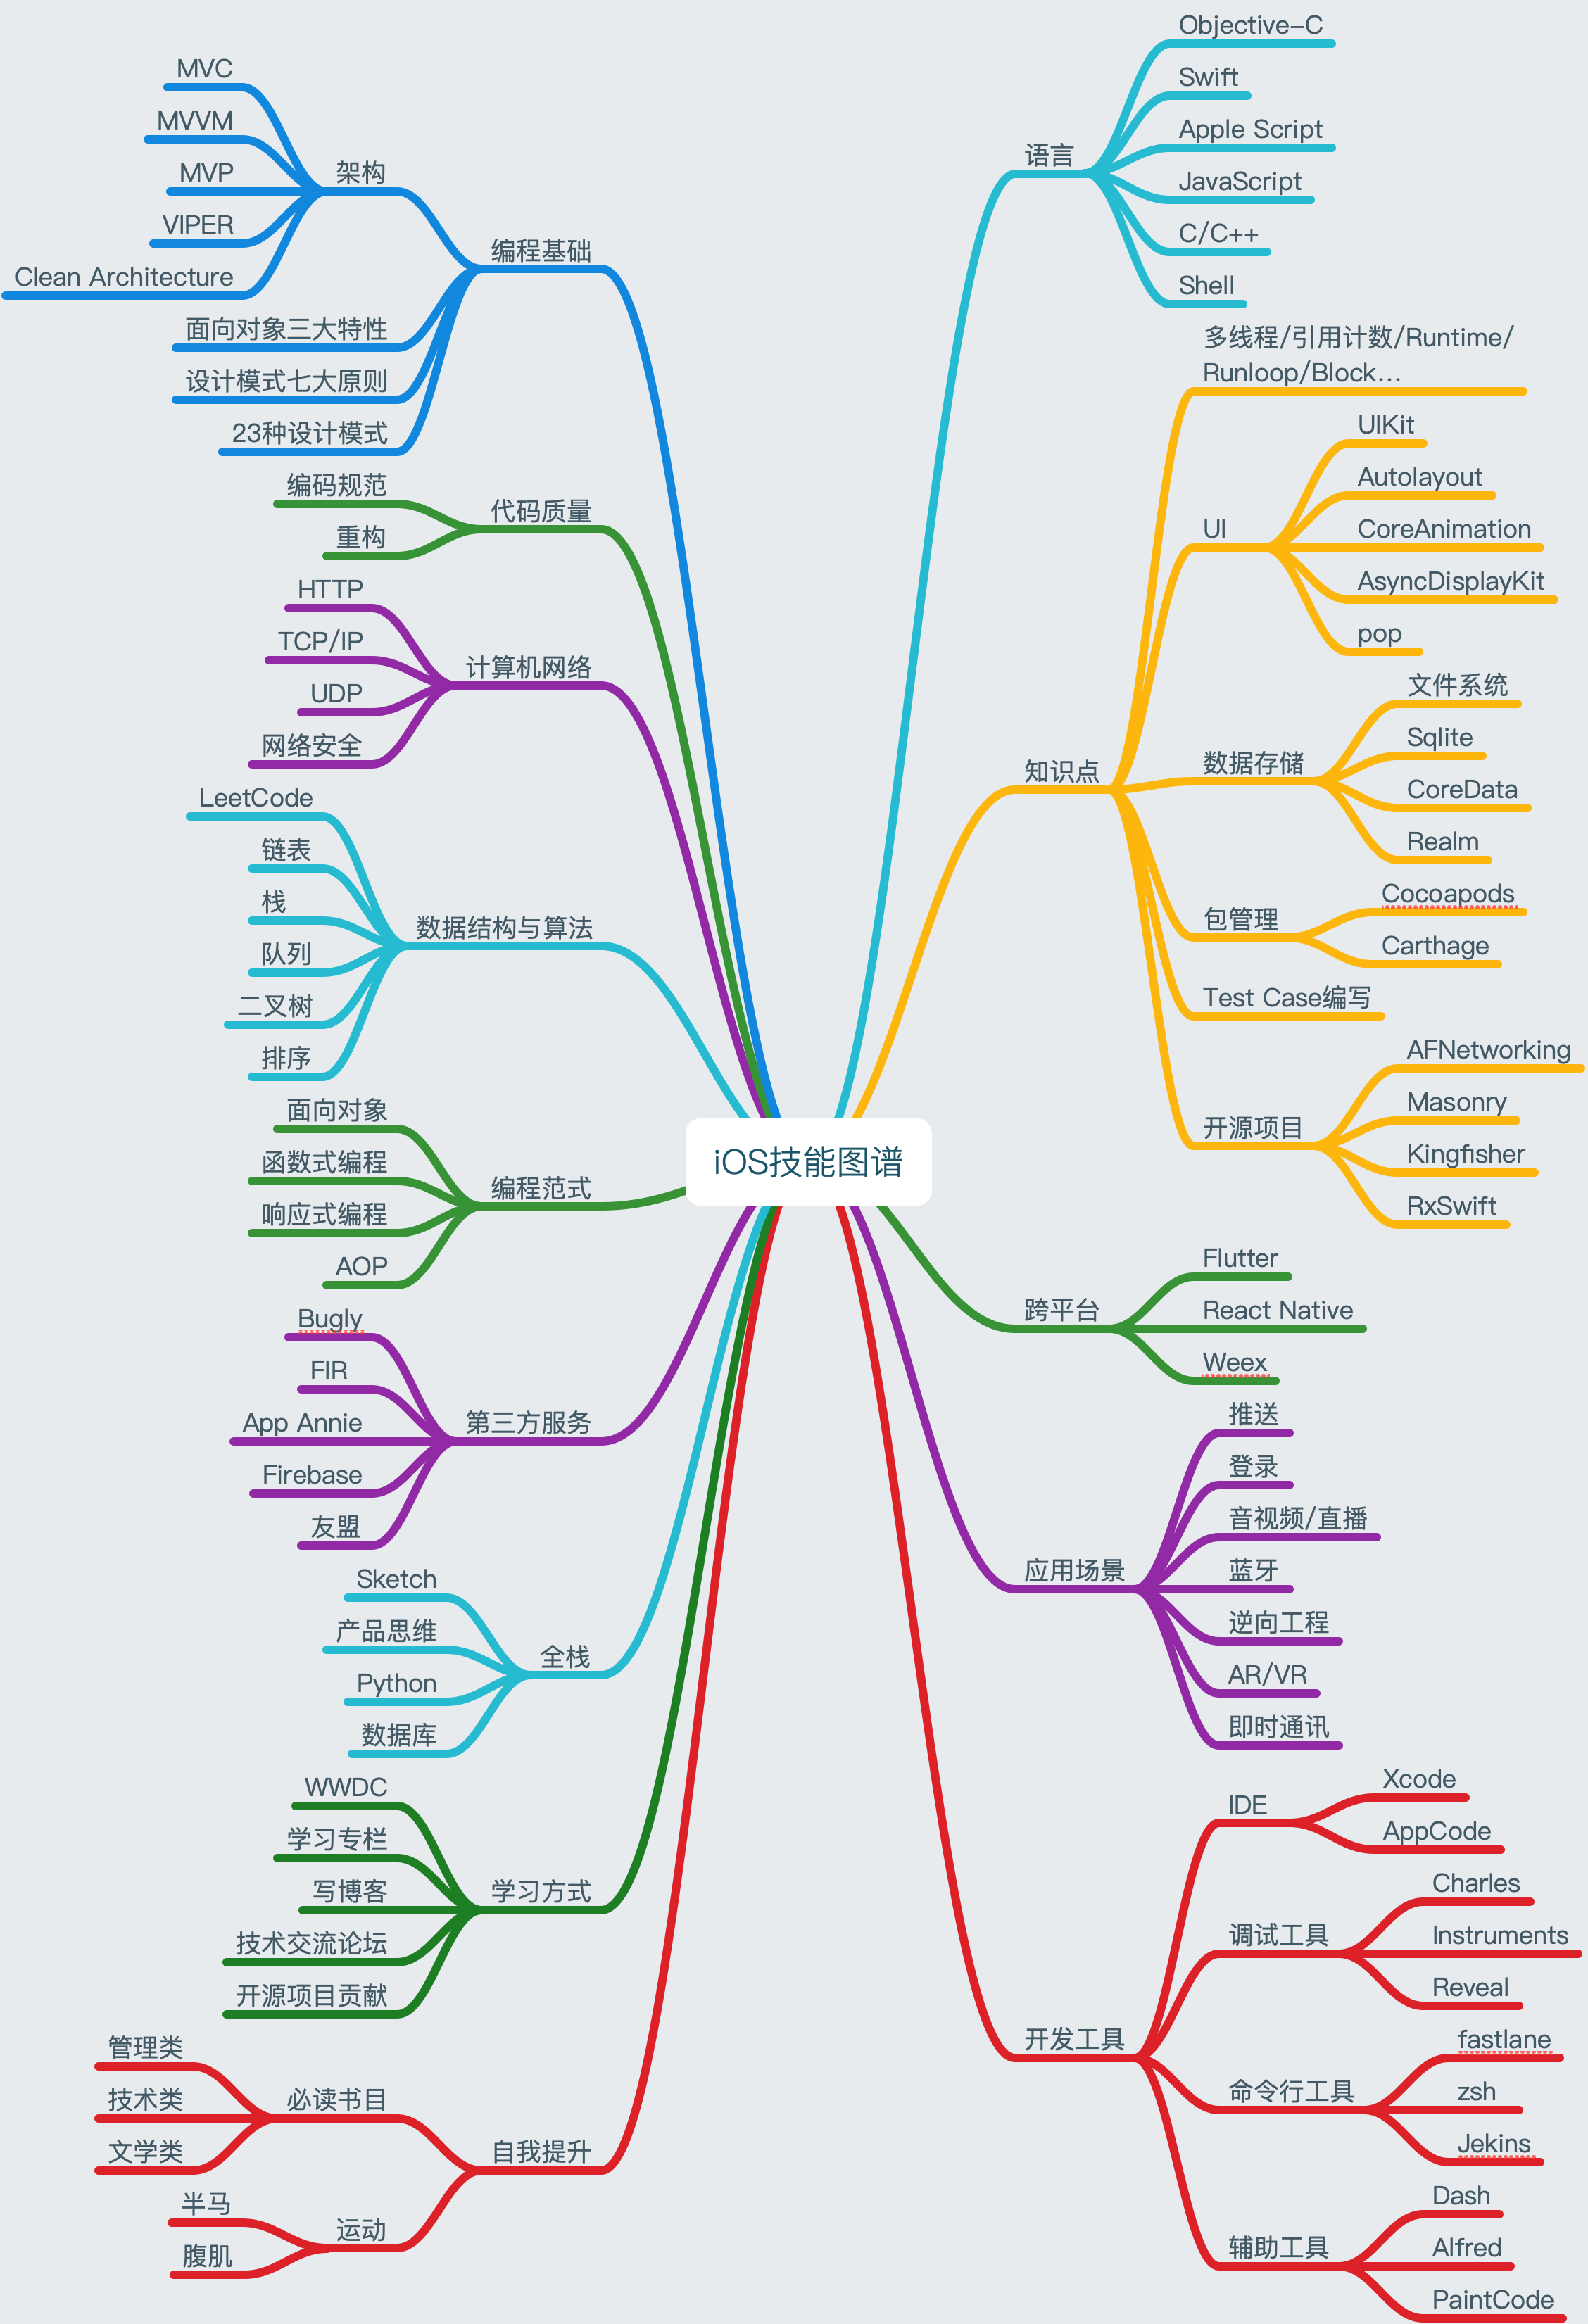 iOS技能图谱
编程基础
架构
MVC
MVVM
MVP
VIPER
Clean Architecture
面向对象三大特性
设计模式七大原则
23种设计模式
代码质量
编码规范
重构
计算机网络
HTTP
TCP/IP
UDP
网络安全
数据结构与算法
LeetCode
链表
栈
队列
二叉树
排序
编程范式
面向对象
函数式编程
响应式编程
AOP
第三方服务
Bugly
FIR
App Annie
Firebase
友盟
全栈
Sketch
产品思维
Python
数据库
学习方式
WWDC
学习专栏
写博客
技术交流论坛
开源项目贡献
自我提升
必读书目
管理类
技术类
文学类
运动
半马
腹肌
语言
Objective-C
Swift
Apple Script
JavaScript
C/C++
Shell
知识点
多线程/引用计数/Runtime/
Runloop/Block...
UI
UIKit
Autolayout
CoreAnimation
AsyncDisplayKit
pop
数据存储
文件系统
Sqlite
CoreData
Realm
包管理
Cocoapods
Carthage
Test Case编写
开源项目
AFNetworking
Masonry
Kingfisher
RxSwift
跨平台
Flutter
React Native
Weex
应用场景
推送
登录
音视频/直播
蓝牙
逆向工程
AR/VR
即时通讯
开发工具
IDE
Xcode
AppCode
调试工具
Charles
Instruments
Reveal
命令行工具
fastlane
zsh
Jekins
辅助工具
Dash
Alfred
PaintCode